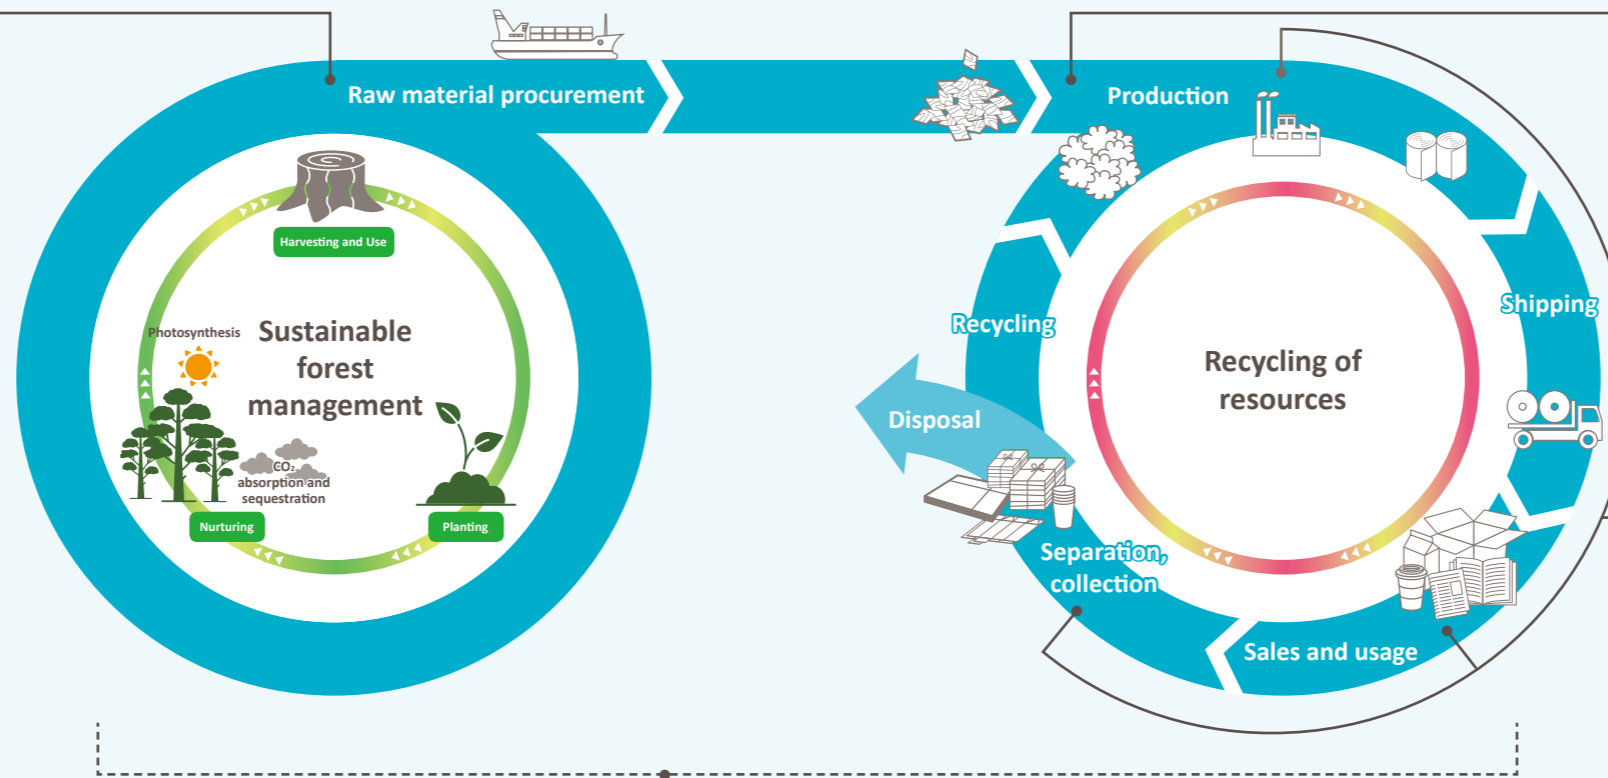 Raw material procurement
Production
Harvesting and Use
Photosynthesis
Sustainable
forest
management
CO₂
absorption and
sequestration
Nurturing
Planting
Recycling
Shipping
Recycling of
resources
Disposal
Separation,
collection
Sales and usage